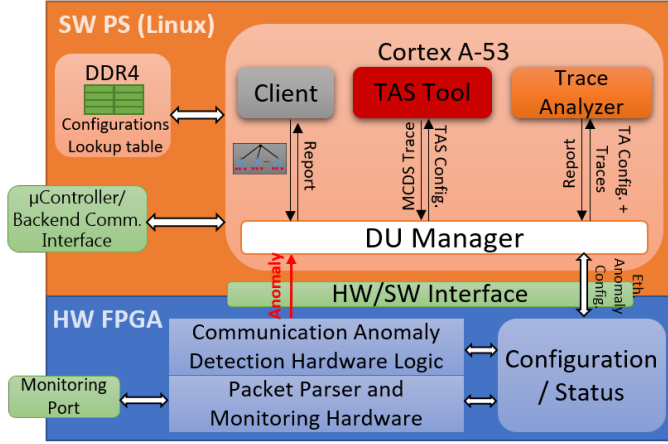 SW PS (Linux)
Cortex A-53
DDR4
Configurations
Lookup table
Client
TAS Tool
Trace
Analyzer
Report
MCDS Trace
TAS Config.
Report
TA Config. +
Traces
µController/
Backend Comm.
Interface
DU Manager
Anomaly
HW/SW Interface
Eth.
Anomaly
Config.
HW FPGA
Communication Anomaly
Detection Hardware Logic
Configuration
/ Status
Monitoring
Port
Packet Parser and
Monitoring Hardware